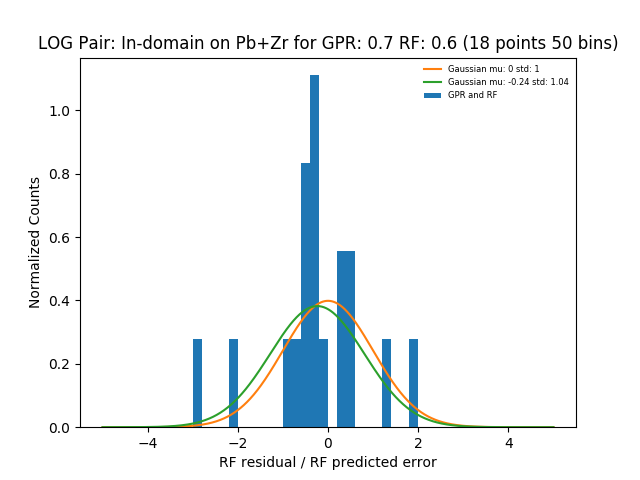 LOG Pair: In-domain on Pb+Zr for GPR: 0.7 RF: 0.6 (18 points 50 bins)
Gaussian mu: 0 std: 1
Gaussian mu: -0.24 std: 1.04
GPR and RF
Normalized Counts
1.0
0.8
0.6
0.4
0.2
0.0
−4
−2
0
2
4
RF residual / RF predicted error